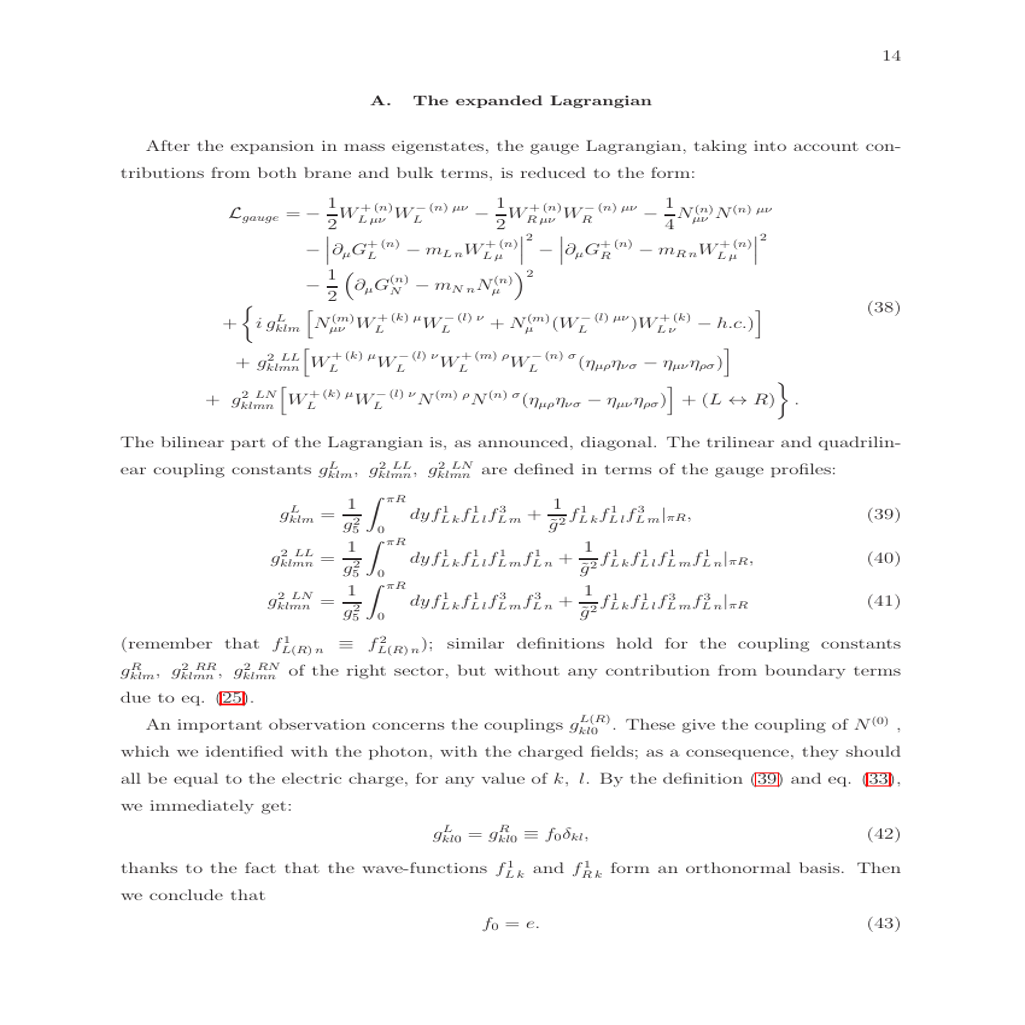 14
A. The expanded Lagrangian
After the expansion in mass eigenstates, the gauge Lagrangian, taking into account con-
tributions from both brane and bulk terms, is reduced to the form:
$\mathcal{L}_{gauge} = - \frac{1}{2} W^{+(n)}_{L\,\mu\nu} W^{-(n)\,\mu\nu}_{L} - \frac{1}{2} W^{+(n)}_{R\,\mu\nu} W^{-(n)\,\mu\nu}_{R} - \frac{1}{4} N^{(n)}_{\mu\nu} N^{(n)\,\mu\nu}$
$- \left| \partial_\mu G^{+(n)}_{L} - m_{L\,n} W^{+(n)}_{L\,\mu} \right|^2 - \left| \partial_\mu G^{+(n)}_{R} - m_{R\,n} W^{+(n)}_{L\,\mu} \right|^2$
$- \frac{1}{2} \left( \partial_\mu G^{(n)}_{N} - m_{N\,n} N^{(n)}_{\mu} \right)^2$
(38)
$+ \Big\{ i\, g^{L}_{klm} \left[ N^{(m)}_{\mu\nu} W^{+(k)\,\mu}_{L} W^{-(l)\,\nu}_{L} + N^{(m)}_{\mu} (W^{-(l)\,\mu\nu}_{L}) W^{+(k)}_{L\,\nu} - h.c.) \right]$
$+ g^{2\,LL}_{klmn} \left[ W^{+(k)\,\mu}_{L} W^{-(l)\,\nu}_{L} W^{+(m)\,\rho}_{L} W^{-(n)\,\sigma}_{L} (\eta_{\mu\rho}\eta_{\nu\sigma} - \eta_{\mu\nu}\eta_{\rho\sigma}) \right]$
$+ g^{2\,LN}_{klmn} \left[ W^{+(k)\,\mu}_{L} W^{-(l)\,\nu}_{L} N^{(m)\,\rho} N^{(n)\,\sigma} (\eta_{\mu\rho}\eta_{\nu\sigma} - \eta_{\mu\nu}\eta_{\rho\sigma}) \right] + (L \leftrightarrow R) \Big\} .$
The bilinear part of the Lagrangian is, as announced, diagonal. The trilinear and quadrilin-
ear coupling constants $g^{L}_{klm}$, $g^{2\,LL}_{klmn}$, $g^{2\,LN}_{klmn}$ are defined in terms of the gauge profiles:
$g^{L}_{klm} = \frac{1}{g_5^2} \int_0^{\pi R} dy f^1_{L\,k} f^1_{L\,l} f^3_{L\,m} + \frac{1}{\tilde{g}^2} f^1_{L\,k} f^1_{L\,l} f^3_{L\,m} |_{\pi R},$ (39)
$g^{2\,LL}_{klmn} = \frac{1}{g_5^2} \int_0^{\pi R} dy f^1_{L\,k} f^1_{L\,l} f^1_{L\,m} f^1_{L\,n} + \frac{1}{\tilde{g}^2} f^1_{L\,k} f^1_{L\,l} f^1_{L\,m} f^1_{L\,n} |_{\pi R},$ (40)
$g^{2\,LN}_{klmn} = \frac{1}{g_5^2} \int_0^{\pi R} dy f^1_{L\,k} f^1_{L\,l} f^3_{L\,m} f^3_{L\,n} + \frac{1}{\tilde{g}^2} f^1_{L\,k} f^1_{L\,l} f^3_{L\,m} f^3_{L\,n} |_{\pi R}$ (41)
(remember that $f^1_{L(R)\,n} \equiv f^2_{L(R)\,n}$); similar definitions hold for the coupling constants
$g^{R}_{klm}$, $g^{2\,RR}_{klmn}$, $g^{2\,RN}_{klmn}$ of the right sector, but without any contribution from boundary terms
due to eq. (25).
An important observation concerns the couplings $g^{L(R)}_{kl0}$. These give the coupling of $N^{(0)}$ ,
which we identified with the photon, with the charged fields; as a consequence, they should
all be equal to the electric charge, for any value of $k$, $l$. By the definition (39) and eq. (33),
we immediately get:
$g^{L}_{kl0} = g^{R}_{kl0} \equiv f_0 \delta_{kl},$ (42)
thanks to the fact that the wave-functions $f^1_{L\,k}$ and $f^1_{R\,k}$ form an orthonormal basis. Then
we conclude that
$f_0 = e.$ (43)